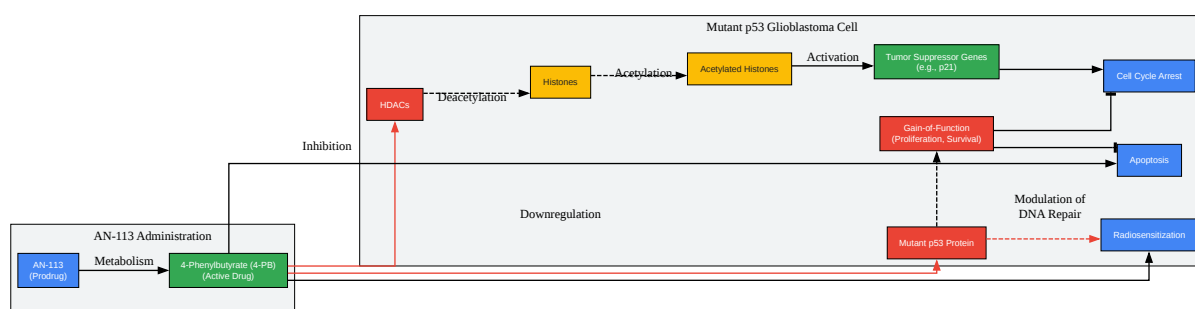 Mutant p53 Glioblastoma Cell
Activation
Tumor Suppressor Genes
(e.g., p21)
Acetylated Histones
Acetylation
Histones
Cell Cycle Arrest
Deacetylation
HDACs
Gain-of-Function
(Proliferation, Survival)
Inhibition
Apoptosis
Modulation of
DNA Repair
Downregulation
Radiosensitization
AN-113 Administration
Mutant p53 Protein
Metabolism
AN-113
(Prodrug)
4-Phenylbutyrate (4-PB)
(Active Drug)